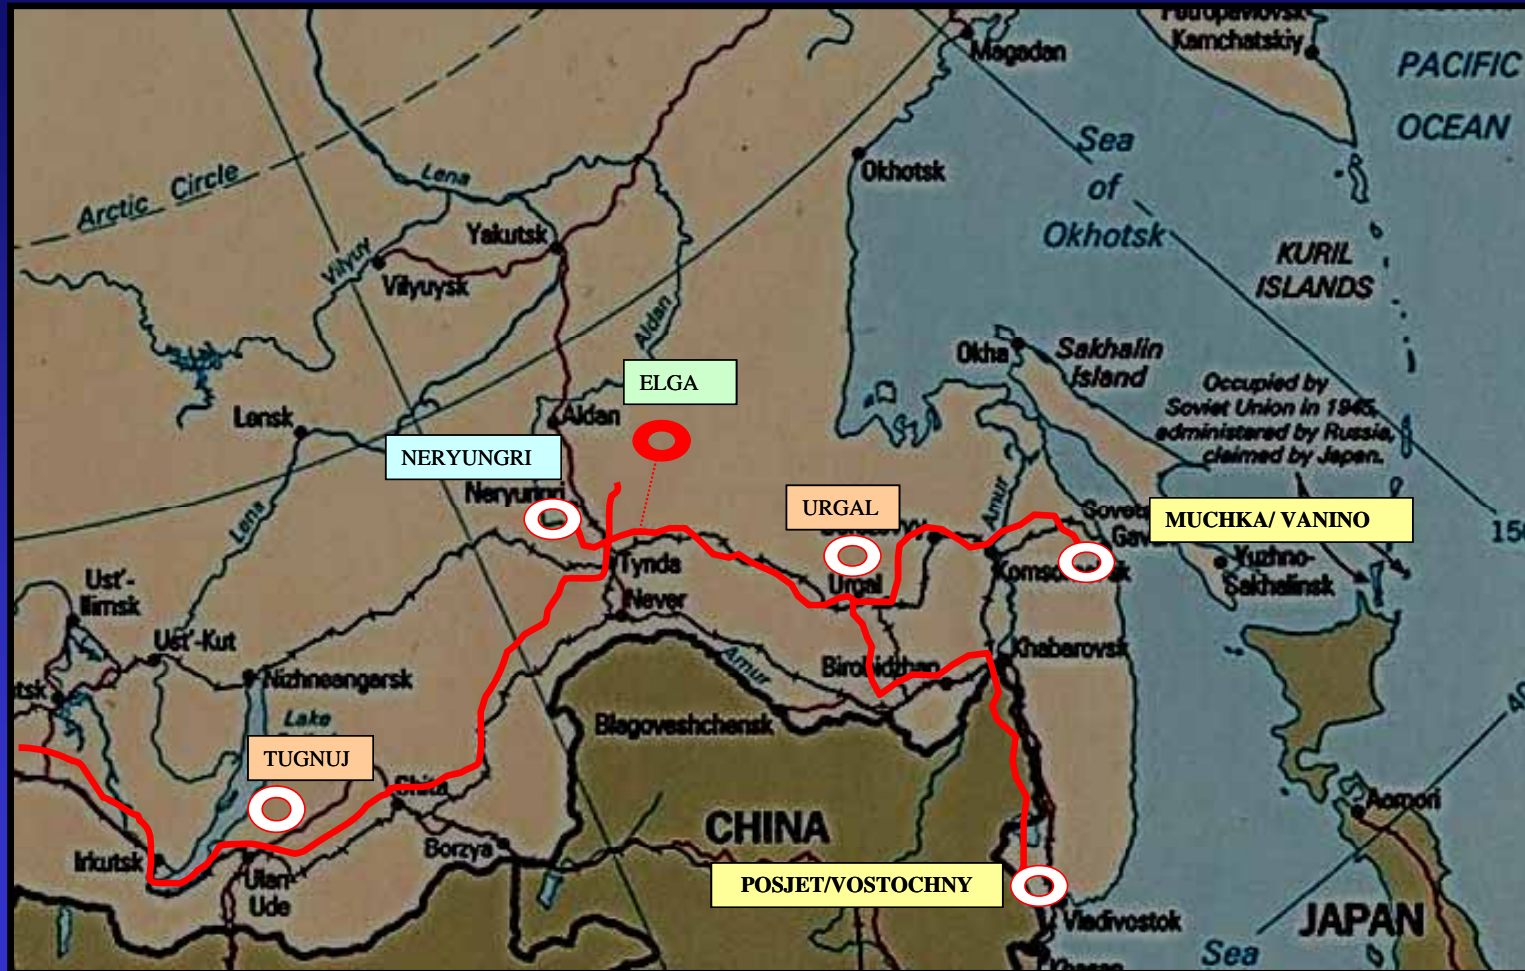 Kamchatskiy
Magadan
PACIFIC
OCEAN
Sea
of
Okhotsk
Okhotsk
Lena
Arctic Circle
Yakutsk
Vilyuy
Vilyuysk
KURIL
ISLANDS
Aldan
Okha
Sakhalin
Island
ELGA
Occupied by
Soviet Union in 1945,
administered by Russia,
claimed by Japan.
Lensk
Aldan
NERYUNGRI
Neryungri
Lena
URGAL
Amur
MUCHKA/ VANINO
Tynda
Urgal
Yuzhno-
Sakhalinsk
Ust'-
Ilimsk
Never
Ust'-Kut
Amur
Khabarovsk
Nizhneangarsk
Birobidzhan
Lake
Blagoveshchensk
TUGNUJ
Chita
CHINA
Aomori
Borzya
Irkutsk
Ulan
Ude
POSJET/VOSTOCHNY
Vladivostok
JAPAN
Sea